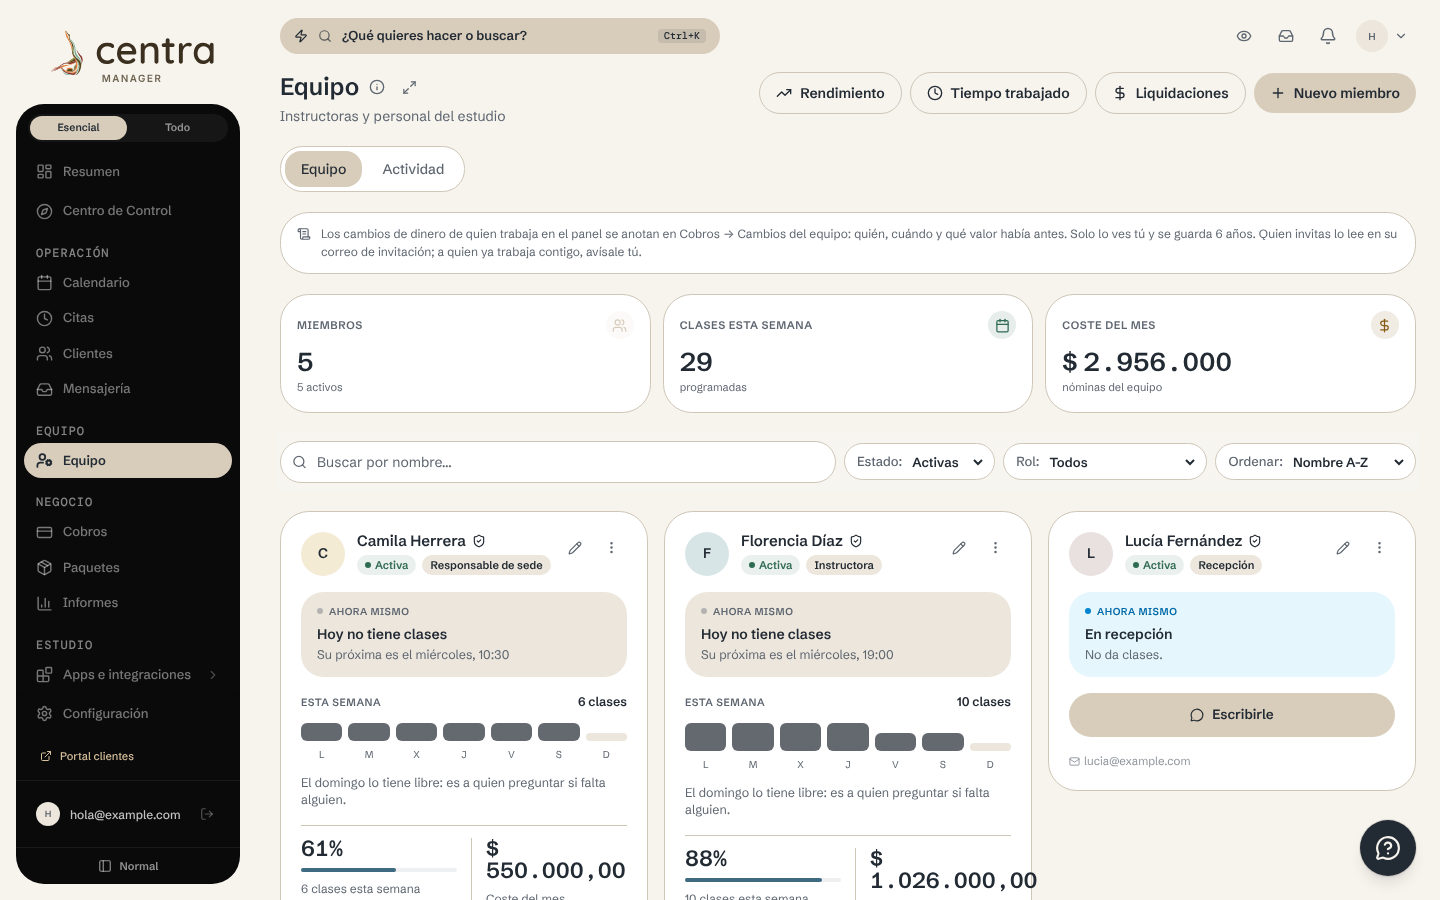 centra
MANAGER
Esencial
Todo
Resumen
Centro de Control
OPERACIÓN
Calendario
Citas
Clientes
Mensajería
EQUIPO
Equipo
NEGOCIO
Cobros
Paquetes
Informes
ESTUDIO
Apps e integraciones
Configuración
Portal clientes
H
hola@example.com
Normal
¿Qué quieres hacer o buscar?
Ctrl+K
H
Equipo
Instructoras y personal del estudio
Rendimiento
Tiempo trabajado
Liquidaciones
Nuevo miembro
Equipo
Actividad
Los cambios de dinero de quien trabaja en el panel se anotan en Cobros → Cambios del equipo: quién, cuándo y qué valor había antes. Solo lo ves tú y se guarda 6 años. Quien invitas lo lee en su
correo de invitación; a quien ya trabaja contigo, avísale tú.
MIEMBROS
5
5 activos
CLASES ESTA SEMANA
29
programadas
COSTE DEL MES
$ 2.956.000
nóminas del equipo
Buscar por nombre...
Estado: Activas
Rol: Todos
Ordenar: Nombre A-Z
C
Camila Herrera
Activa
Responsable de sede
AHORA MISMO
Hoy no tiene clases
Su próxima es el miércoles, 10:30
ESTA SEMANA
6 clases
L M X J V S D
El domingo lo tiene libre: es a quien preguntar si falta
alguien.
61%
6 clases esta semana
$
550.000,00
Coste del mes
F
Florencia Díaz
Activa
Instructora
AHORA MISMO
Hoy no tiene clases
Su próxima es el miércoles, 19:00
ESTA SEMANA
10 clases
L M X J V S D
El domingo lo tiene libre: es a quien preguntar si falta
alguien.
88%
10 clases esta semana
$
1.026.000,00
L
Lucía Fernández
Activa
Recepción
AHORA MISMO
En recepción
No da clases.
Escribirle
lucia@example.com